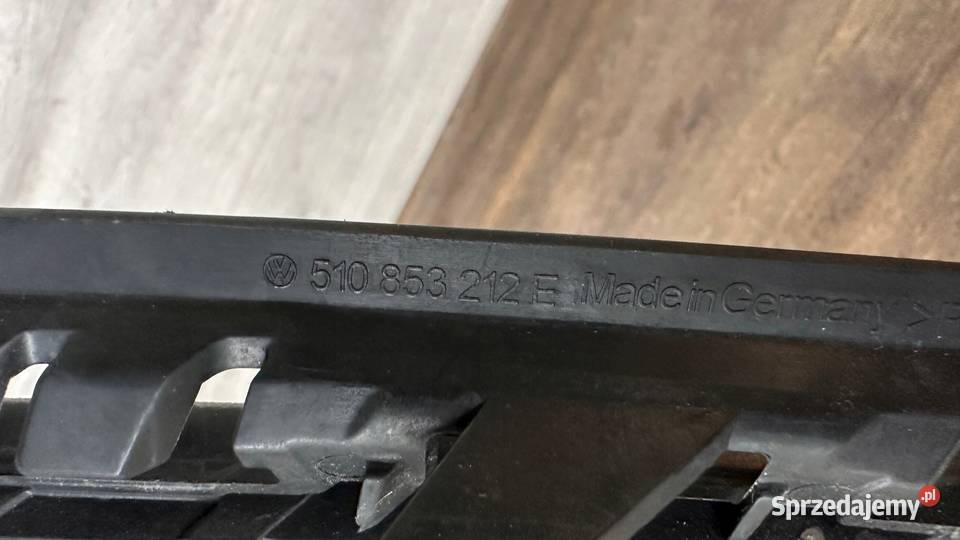 510 853 212 E Made in Germany >P
Sprzedajemy.pl